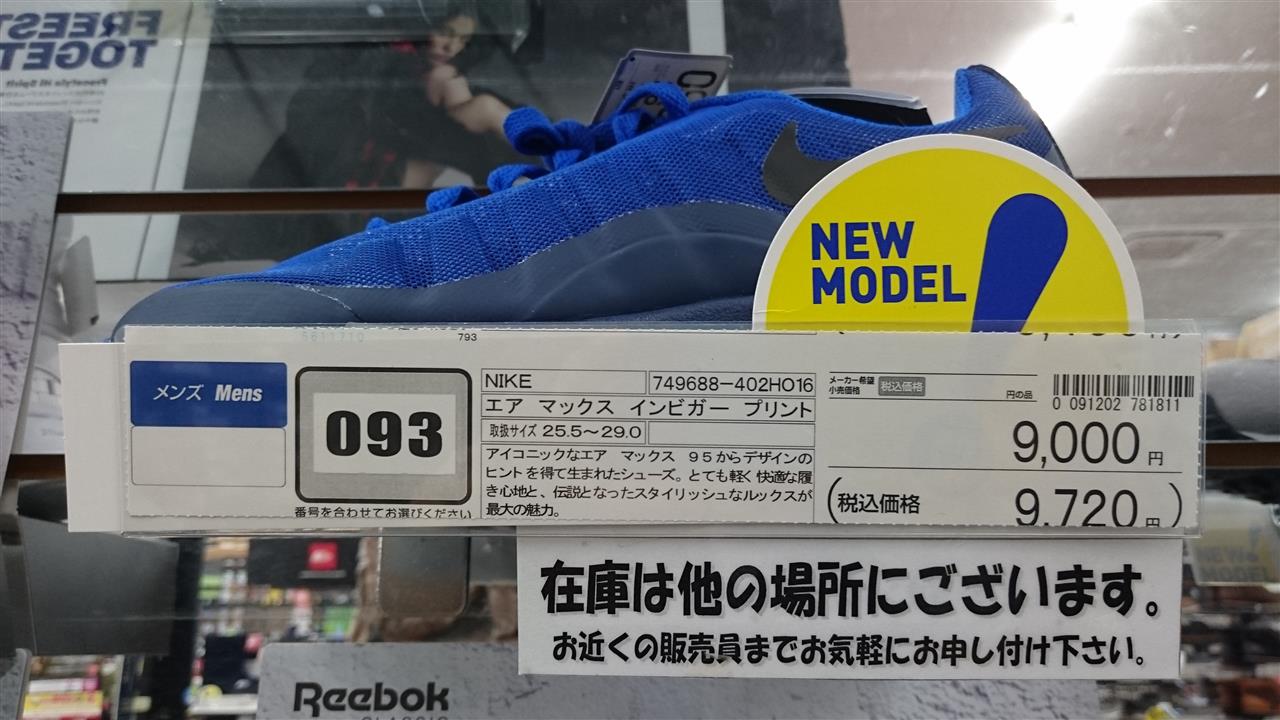 FREEST
TOGET
Freestyle Hi Spirit
NEW
MODEL
793
メンズ Mens
093
番号を合わせてお選びください
NIKE
749688-402HO16
エア マックス インビガー プリント
取扱サイズ 25.5～29.0
アイコニックなエア マックス 95からデザインの
ヒントを得て生まれたシューズ。とても軽く快適な履
き心地と、伝説となったスタイリッシュなルックスが
最大の魅力。
メーカー希望
小売価格
税込価格
円の品
0 091202 781811
9,000円
(税込価格 9,720円)
在庫は他の場所にございます。
お近くの販売員までお気軽にお申し付け下さい。
Reebok
CLASSIC